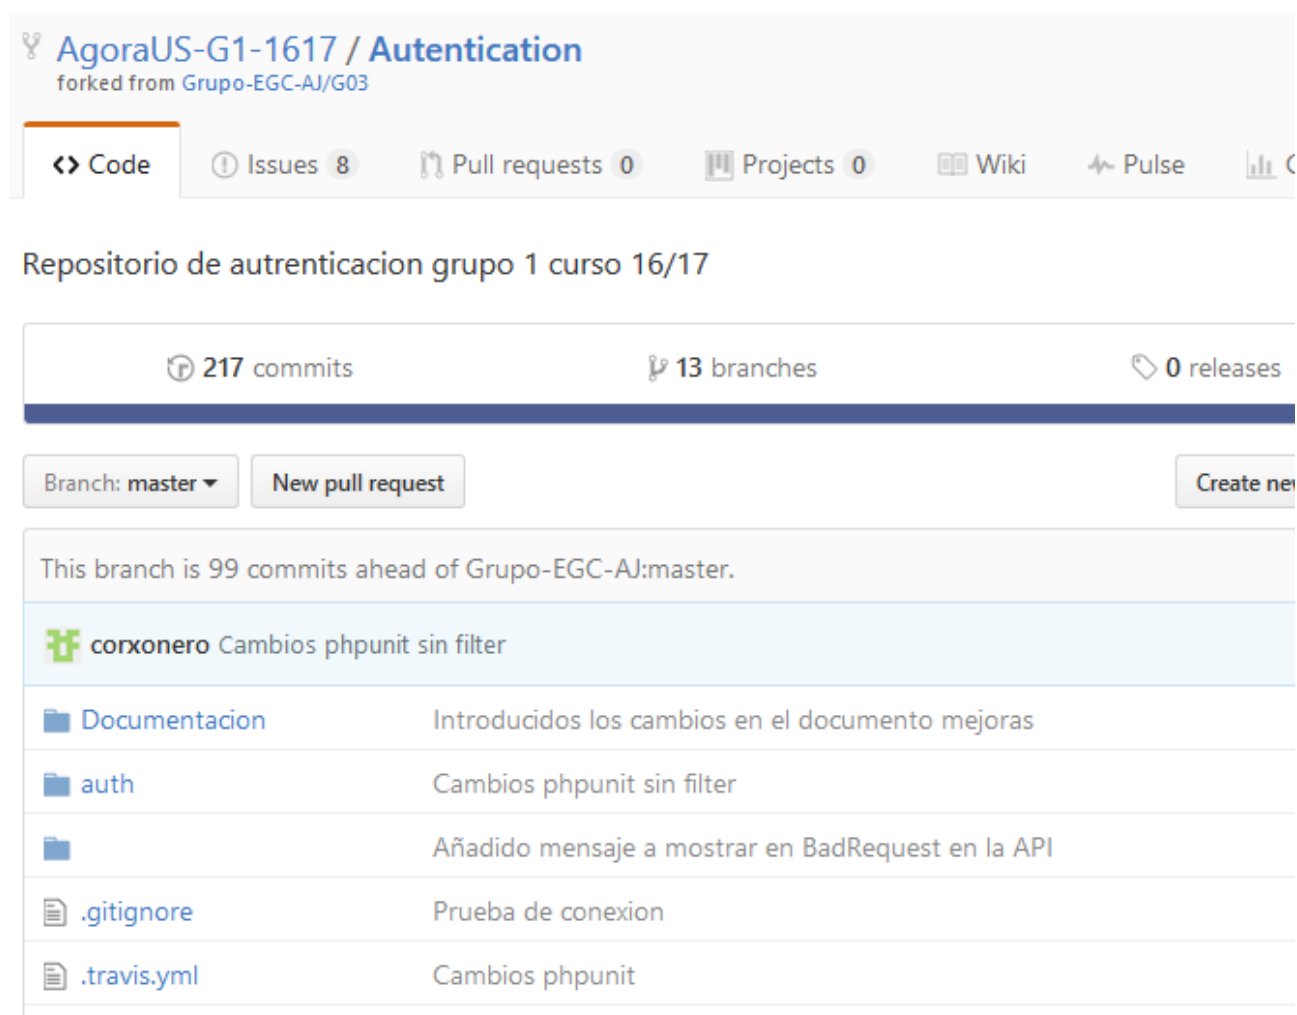 AgoraUS-G1-1617 / Autentication
forked from Grupo-EGC-AJ/G03
Code Issues 8 Pull requests 0 Projects 0 Wiki Pulse
Repositorio de autrenticacion grupo 1 curso 16/17
217 commits 13 branches 0 releases
Branch: master New pull request Create
This branch is 99 commits ahead of Grupo-EGC-AJ:master.
corxonero Cambios phpunit sin filter
Documentacion Introducidos los cambios en el documento mejoras
auth Cambios phpunit sin filter
Añadido mensaje a mostrar en BadRequest en la API
.gitignore Prueba de conexion
.travis.yml Cambios phpunit